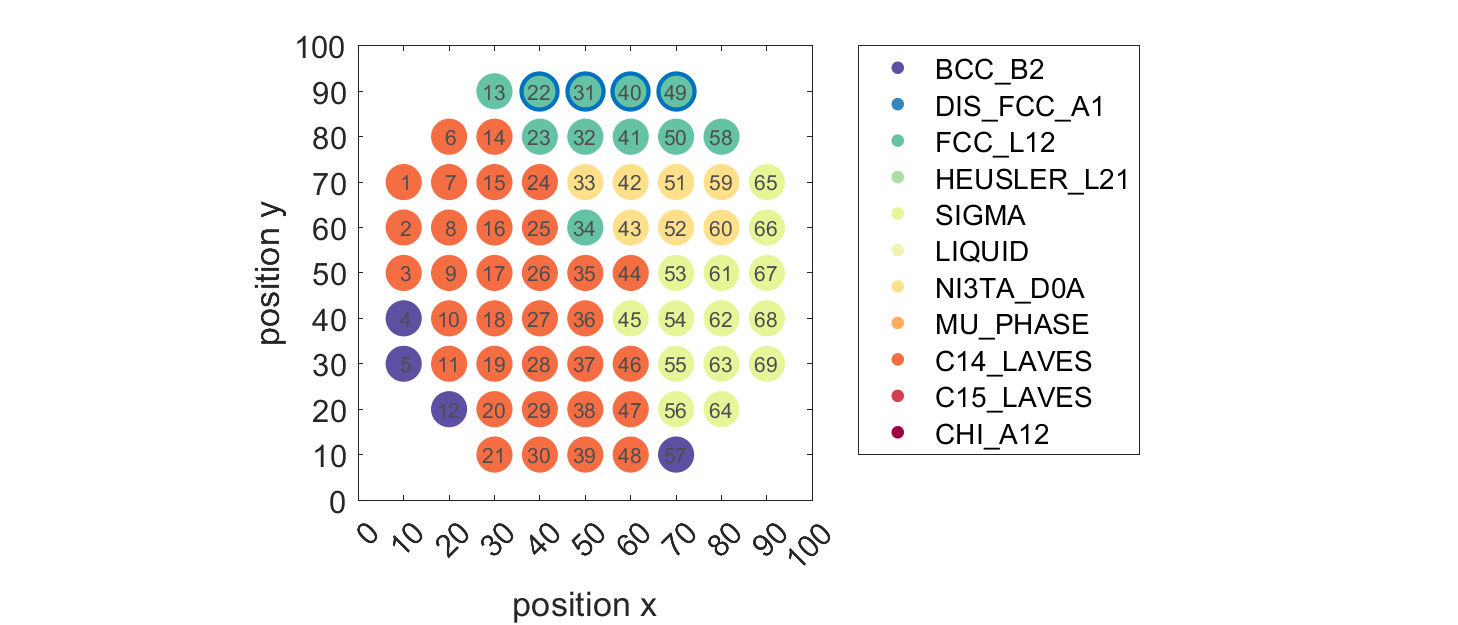 100
90
80
70
60
50
40
30
20
10
0
position y
13 22 31 40 49
6 14 23 32 41 50 58
1 7 15 24 33 42 51 59 65
2 8 16 25 34 43 52 60 66
3 9 17 26 35 44 53 61 67
4 10 18 27 36 45 54 62 68
5 11 19 28 37 46 55 63 69
12 20 29 38 47 56 64
21 30 39 48 57
0 10 20 30 40 50 60 70 80 90 100
position x
BCC_B2
DIS_FCC_A1
FCC_L12
HEUSLER_L21
SIGMA
LIQUID
NI3TA_D0A
MU_PHASE
C14_LAVES
C15_LAVES
CHI_A12